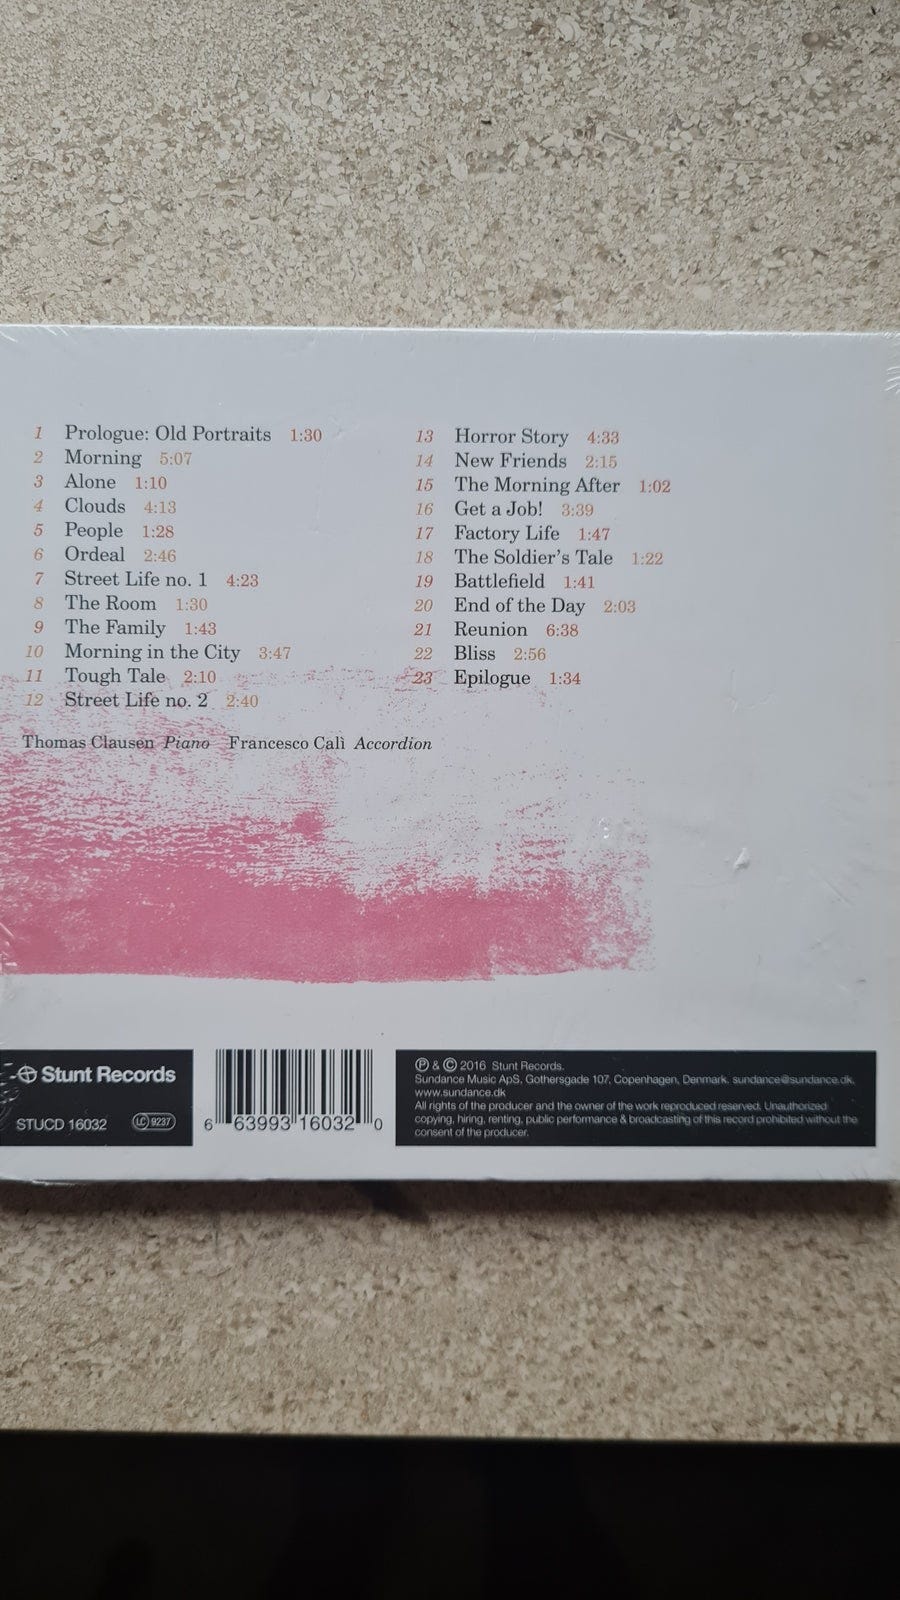 1 Prologue: Old Portraits 1:30
2 Morning 5:07
3 Alone 1:10
4 Clouds 4:13
5 People 1:28
6 Ordeal 2:46
7 Street Life no. 1 4:23
8 The Room 1:30
9 The Family 1:43
10 Morning in the City 3:47
11 Tough Tale 2:10
12 Street Life no. 2 2:40
13 Horror Story 4:33
14 New Friends 2:15
15 The Morning After 1:02
16 Get a Job! 3:39
17 Factory Life 1:47
18 The Soldier's Tale 1:22
19 Battlefield 1:41
20 End of the Day 2:03
21 Reunion 6:38
22 Bliss 2:56
23 Epilogue 1:34
Thomas Clausen Piano Francesco Calì Accordion
Stunt Records
STUCD 16032 LC 9237
6 63993 16032 0
℗ & © 2016 Stunt Records.
Sundance Music ApS, Gothersgade 107, Copenhagen, Denmark. sundance@sundance.dk,
www.sundance.dk
All rights of the producer and the owner of the work reproduced reserved. Unauthorized
copying, hiring, renting, public performance & broadcasting of this record prohibited without the
consent of the producer.